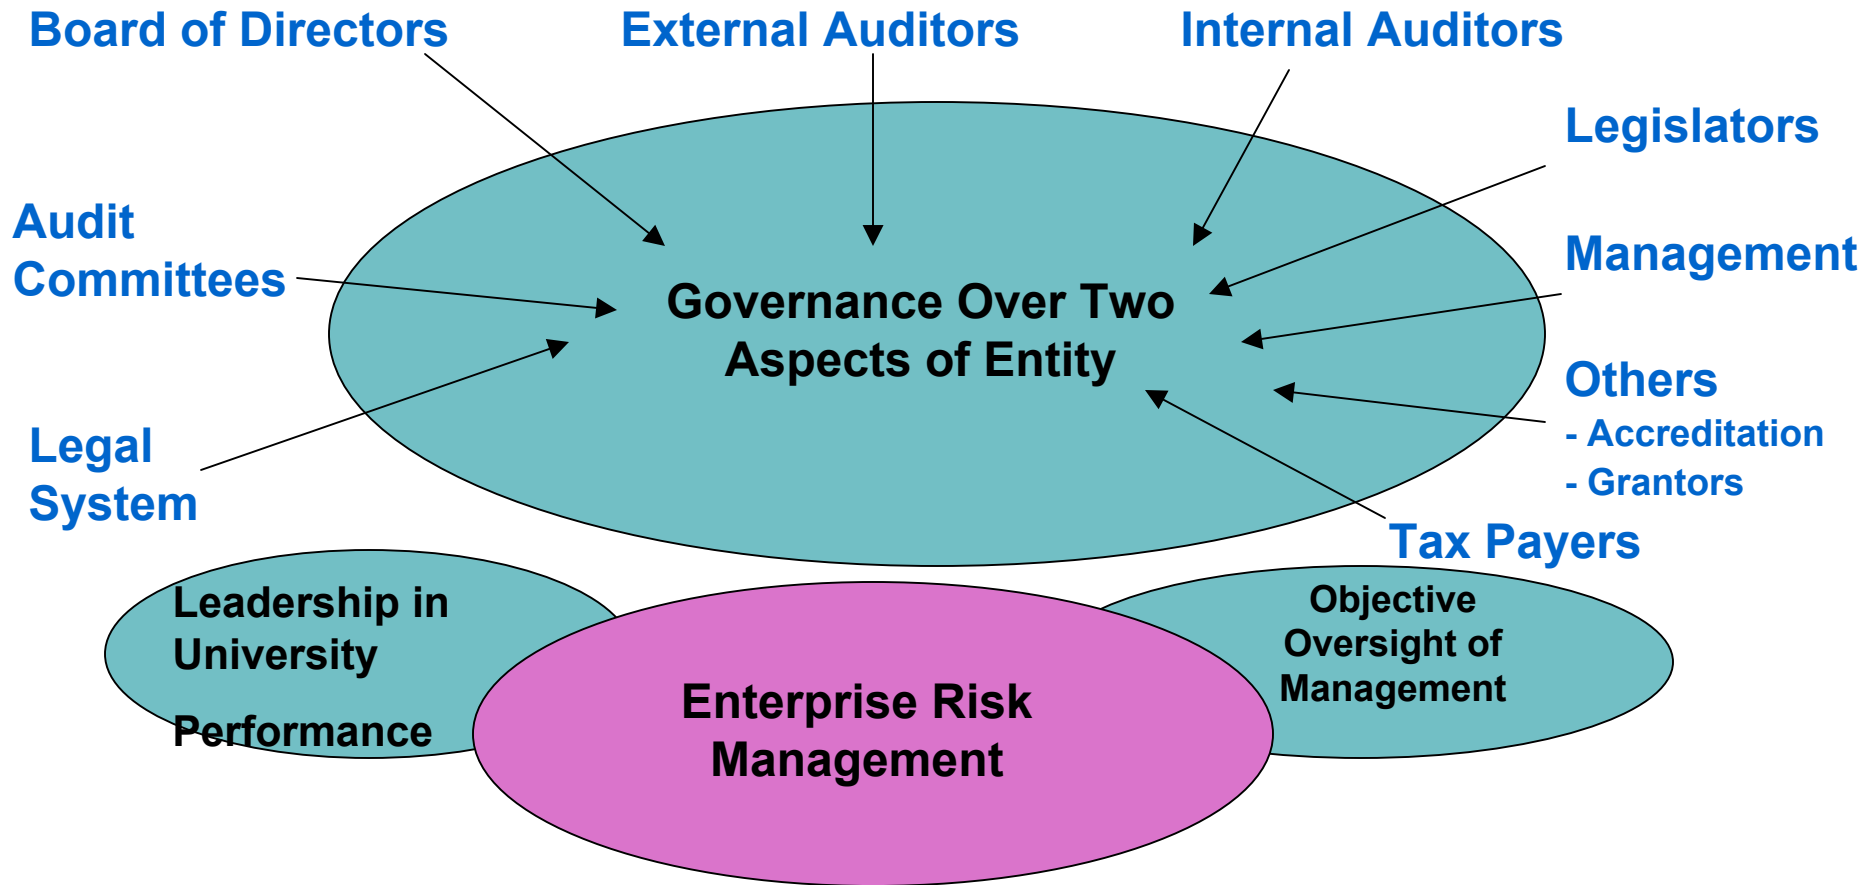 Board of Directors
External Auditors
Internal Auditors
Legislators
Audit
Committees
Management
Governance Over Two
Aspects of Entity
Others
- Accreditation
- Grantors
Legal
System
Tax Payers
Leadership in
University
Performance
Enterprise Risk
Management
Objective
Oversight of
Management